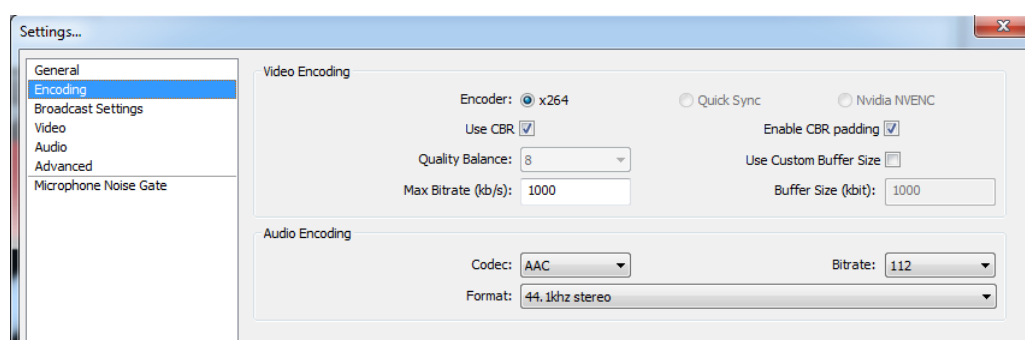 Settings...
General
Encoding
Broadcast Settings
Video
Audio
Advanced
Microphone Noise Gate
Video Encoding
Encoder: x264 Quick Sync Nvidia NVENC
Use CBR Enable CBR padding
Quality Balance: 8 Use Custom Buffer Size
Max Bitrate (kb/s): 1000 Buffer Size (kbit): 1000
Audio Encoding
Codec: AAC Bitrate: 112
Format: 44.1khz stereo